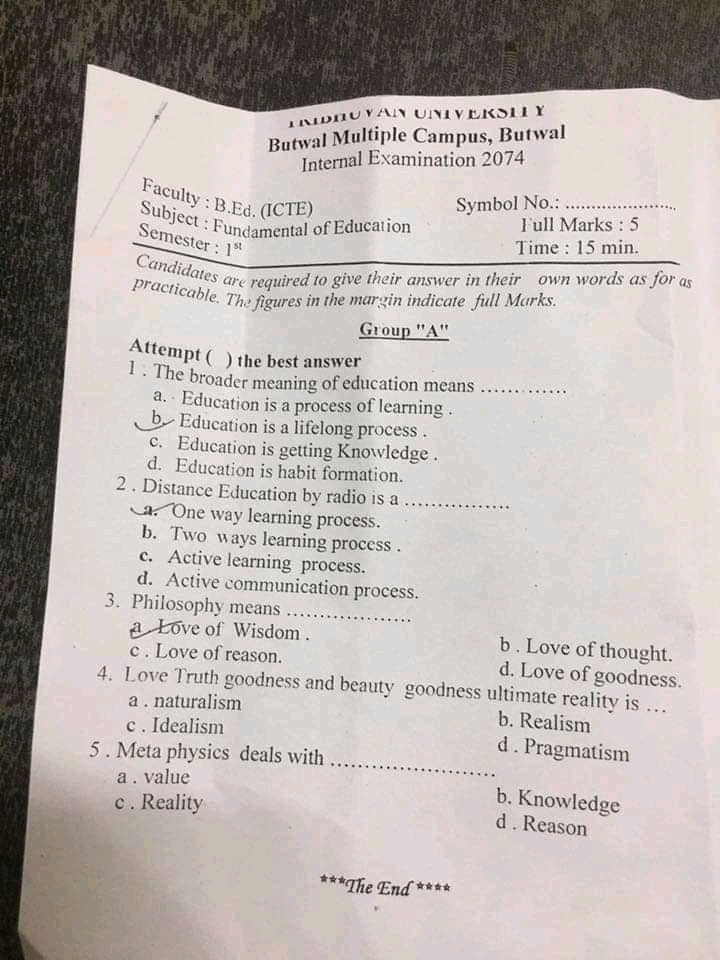 TRIBHUVAN UNIVERSITY
Butwal Multiple Campus, Butwal
Internal Examination 2074
Faculty : B.Ed. (ICTE)
Symbol No.: ......................
Subject : Fundamental of Education
Full Marks : 5
Semester : 1st
Time : 15 min.
Candidates are required to give their answer in their own words as for as
practicable. The figures in the margin indicate full Marks.
Group "A"
Attempt ( ) the best answer
1 . The broader meaning of education means ..............
a. Education is a process of learning .
b. Education is a lifelong process .
c. Education is getting Knowledge .
d. Education is habit formation.
2 . Distance Education by radio is a .................
a. One way learning process.
b. Two ways learning process .
c. Active learning process.
d. Active communication process.
3. Philosophy means ....................
a Love of Wisdom .
b . Love of thought.
c . Love of reason.
d. Love of goodness.
4. Love Truth goodness and beauty goodness ultimate reality is ...
a . naturalism
b. Realism
c . Idealism
d . Pragmatism
5 . Meta physics deals with ...........................
a . value
b. Knowledge
c . Reality
d . Reason
***The End ****